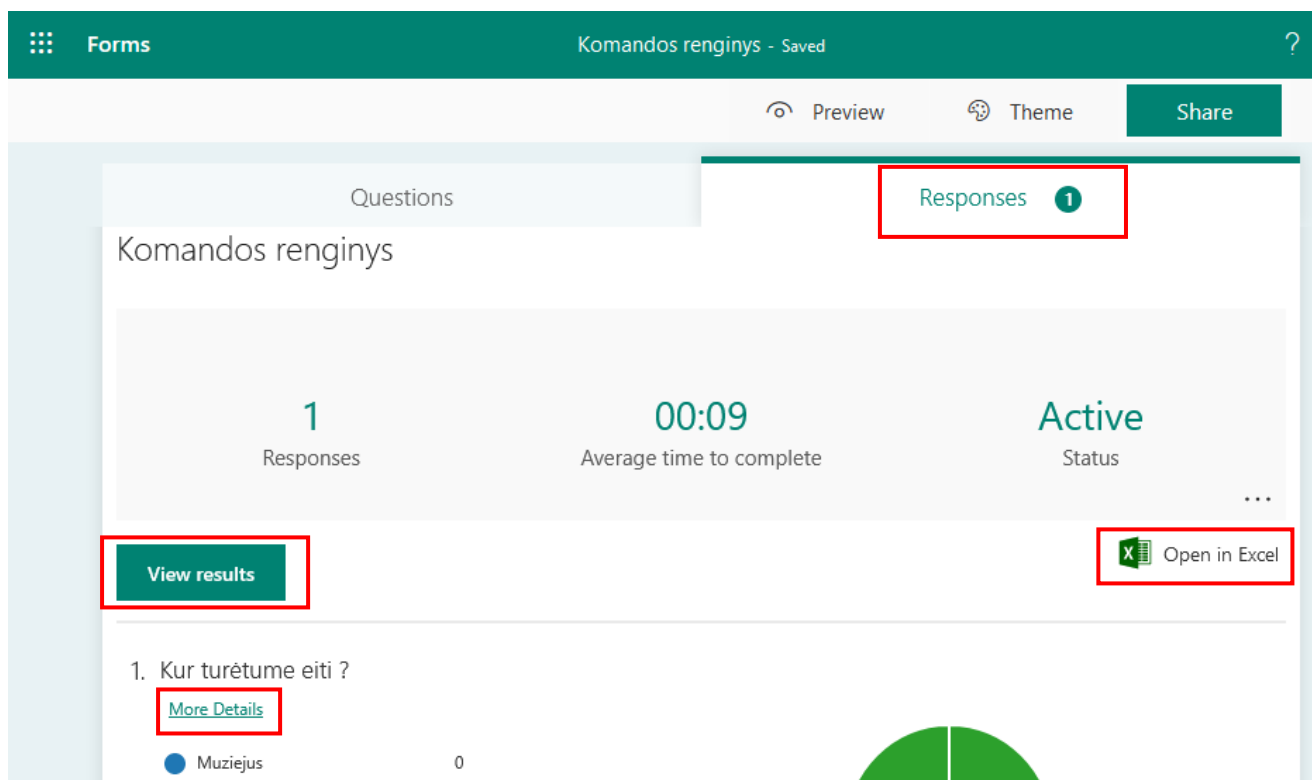 Forms
Komandos renginys - Saved
?
Preview
Theme
Share
Questions
Responses 1
Komandos renginys
1
Responses
00:09
Average time to complete
Active
Status
...
View results
Open in Excel
1. Kur turėtume eiti ?
More Details
Muziejus 0